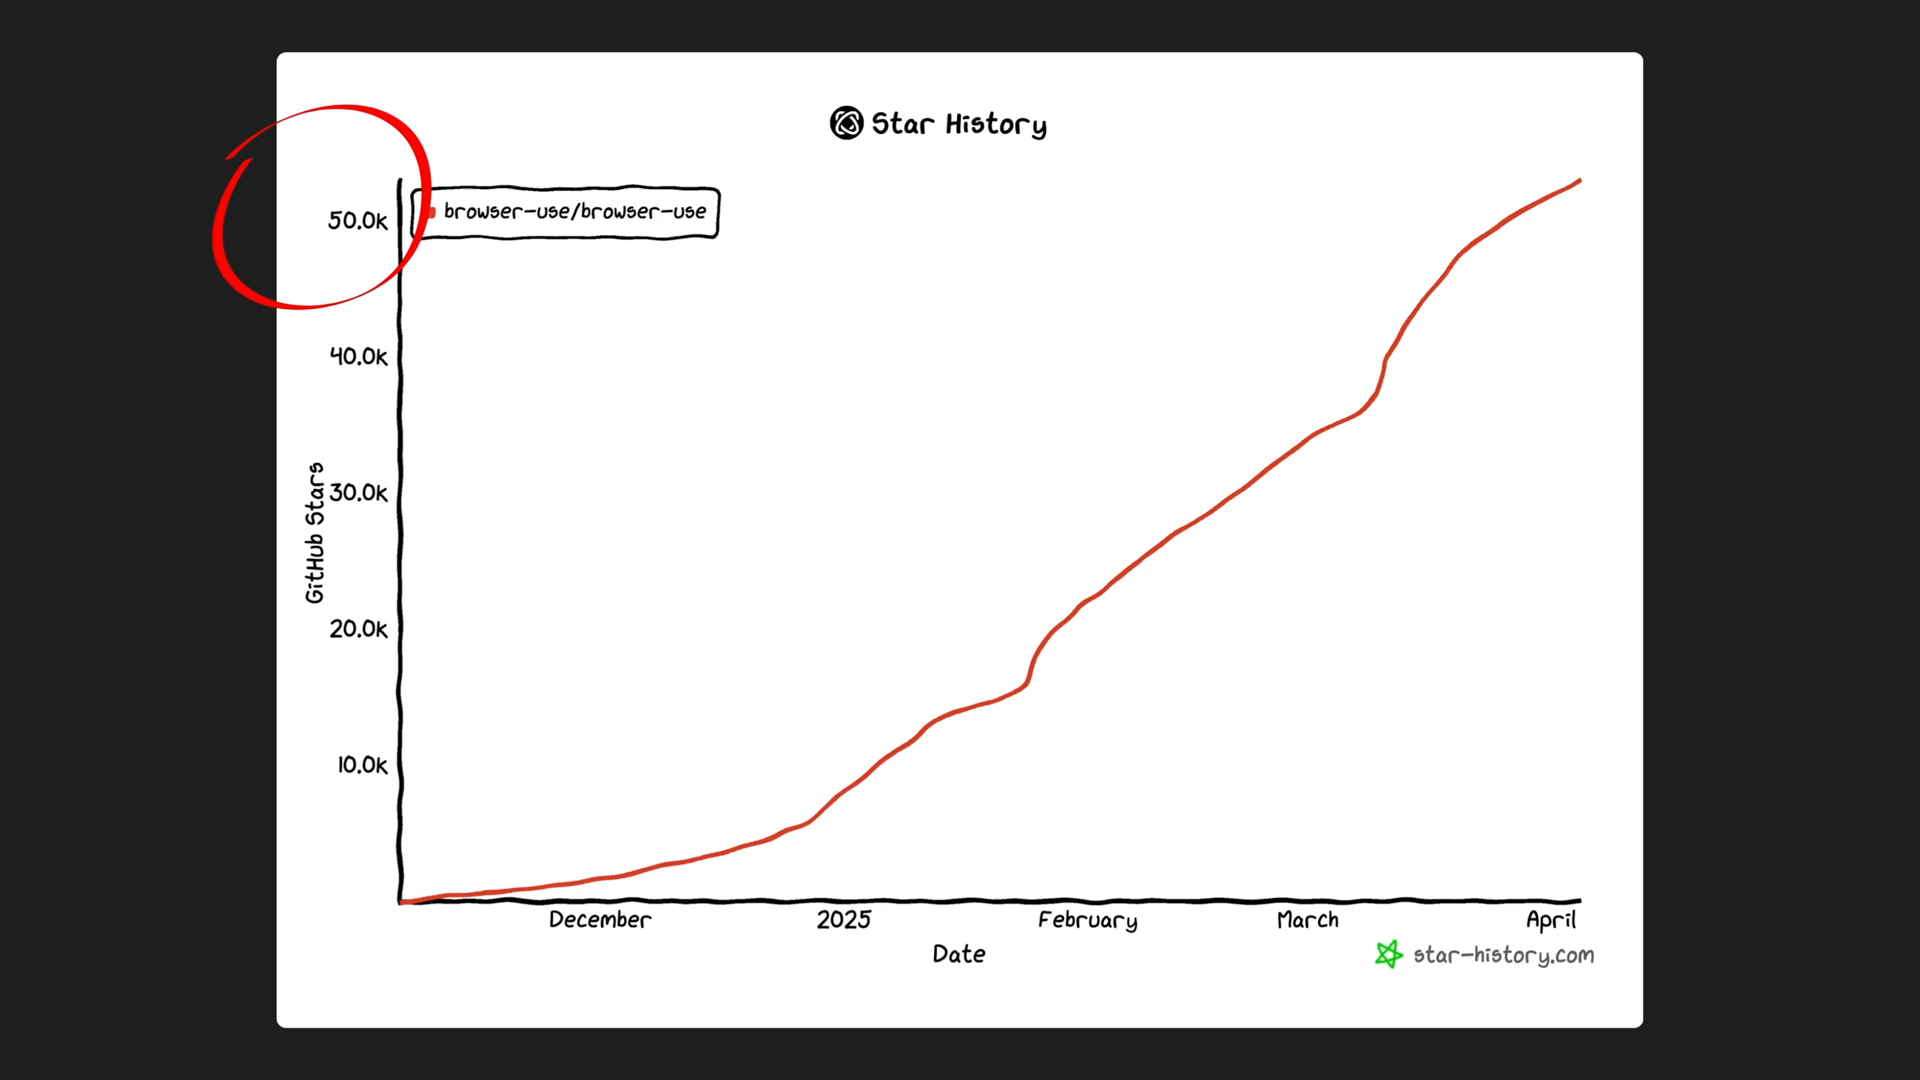 Star History
browser-use/browser-use
50.0k
40.0k
30.0k
20.0k
10.0k
GitHub Stars
December 2025 February March April
Date
star-history.com